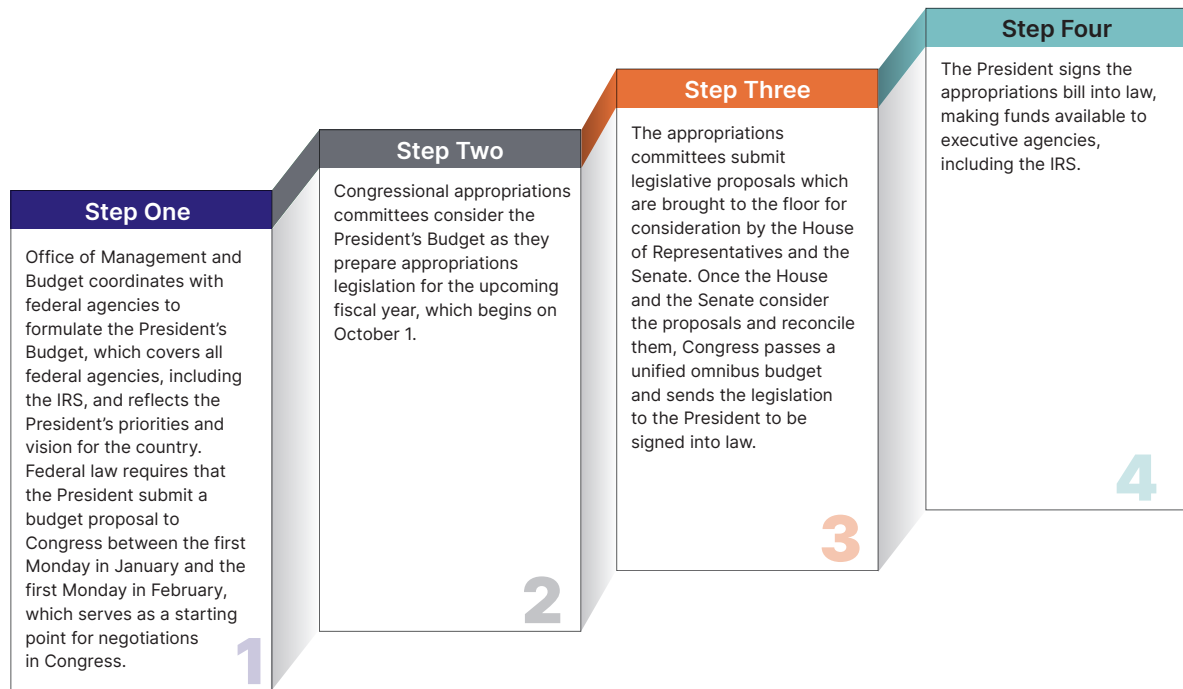 Step One
Office of Management and
Budget coordinates with
federal agencies to
formulate the President’s
Budget, which covers all
federal agencies, including
the IRS, and reflects the
President’s priorities and
vision for the country.
Federal law requires that
the President submit a
budget proposal to
Congress between the first
Monday in January and the
first Monday in February,
which serves as a starting
point for negotiations
in Congress.
1
Step Two
Congressional appropriations
committees consider the
President’s Budget as they
prepare appropriations
legislation for the upcoming
fiscal year, which begins on
October 1.
2
Step Three
The appropriations
committees submit
legislative proposals which
are brought to the floor for
consideration by the House
of Representatives and the
Senate. Once the House
and the Senate consider
the proposals and reconcile
them, Congress passes a
unified omnibus budget
and sends the legislation
to the President to be
signed into law.
3
Step Four
The President signs the
appropriations bill into law,
making funds available to
executive agencies,
including the IRS.
4